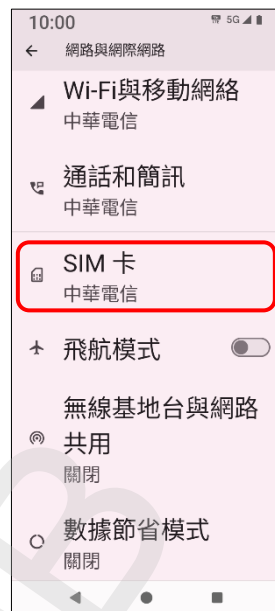 10:00 5G
網路與網際網路
Wi-Fi與移動網絡
中華電信
通話和簡訊
中華電信
SIM 卡
中華電信
飛航模式
無線基地台與網路
共用
關閉
數據節省模式
關閉